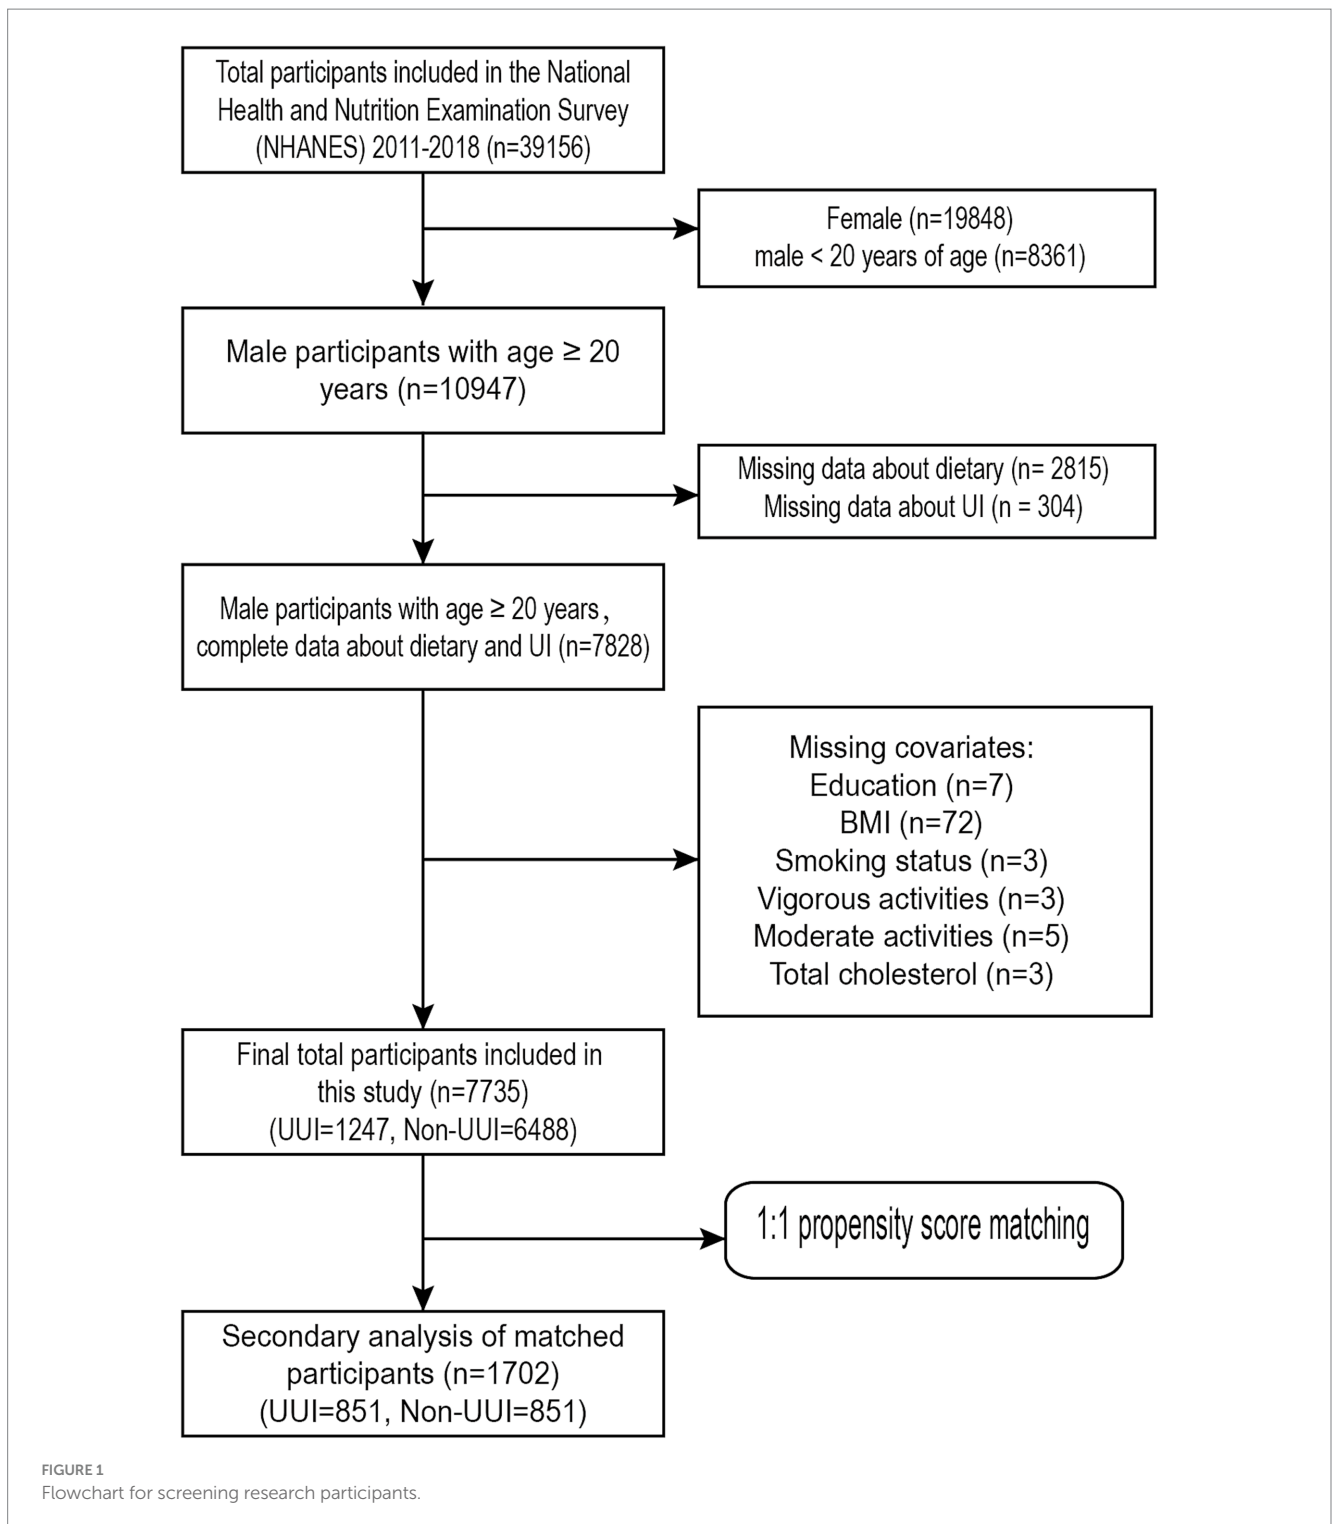 Total participants included in the National
Health and Nutrition Examination Survey
(NHANES) 2011-2018 (n=39156)
Female (n=19848)
male < 20 years of age (n=8361)
Male participants with age ≥ 20
years (n=10947)
Missing data about dietary (n= 2815)
Missing data about UI (n = 304)
Male participants with age ≥ 20 years,
complete data about dietary and UI (n=7828)
Missing covariates:
Education (n=7)
BMI (n=72)
Smoking status (n=3)
Vigorous activities (n=3)
Moderate activities (n=5)
Total cholesterol (n=3)
Final total participants included in
this study (n=7735)
(UUI=1247, Non-UUI=6488)
1:1 propensity score matching
Secondary analysis of matched
participants (n=1702)
(UUI=851, Non-UUI=851)
FIGURE 1
Flowchart for screening research participants.